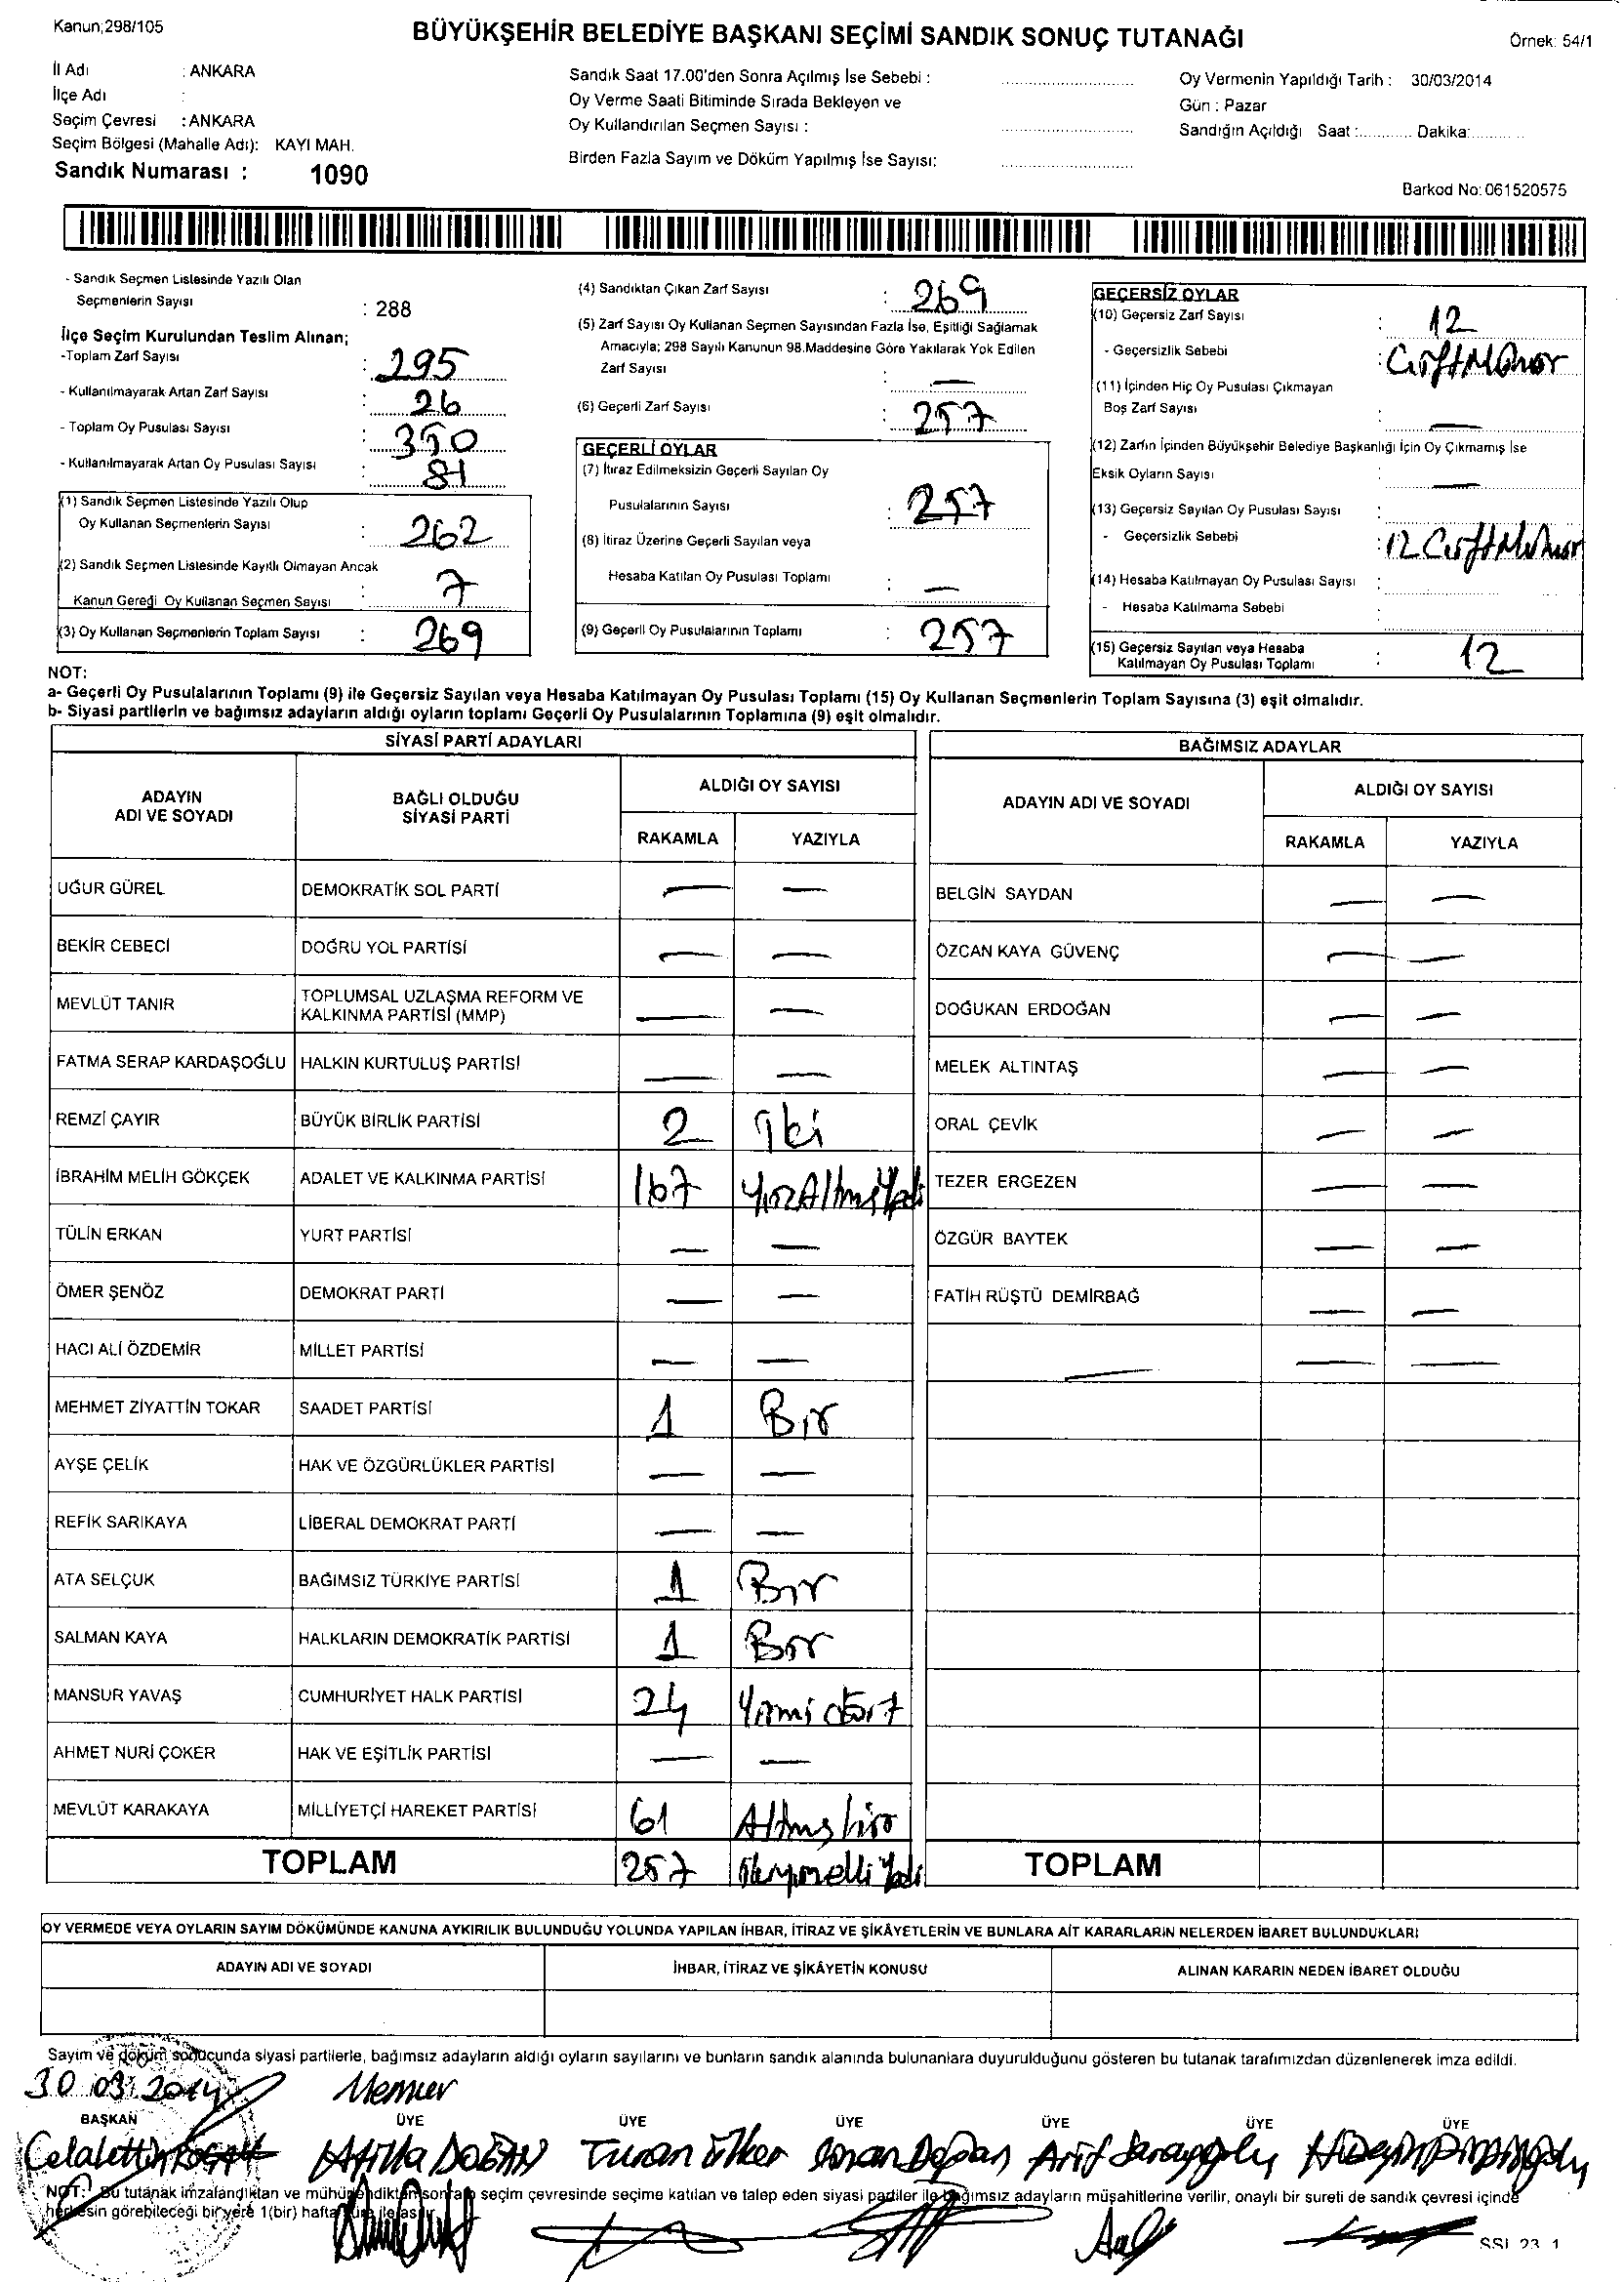 Kanun;298/105
BÜYÜKŞEHİR BELEDİYE BAŞKANI SEÇİMİ SANDIK SONUÇ TUTANAĞI
Örnek: 54/1
İl Adı : ANKARA
İlçe Adı :
Seçim Çevresi : ANKARA
Seçim Bölgesi (Mahalle Adı): KAYI MAH.
Sandık Numarası : 1090
Sandık Saat 17.00'den Sonra Açılmış İse Sebebi :
Oy Verme Saati Bitiminde Sırada Bekleyen ve
Oy Kullandırılan Seçmen Sayısı :
Birden Fazla Sayım ve Döküm Yapılmış İse Sayısı:
Oy Vermenin Yapıldığı Tarih : 30/03/2014
Gün : Pazar
Sandığın Açıldığı Saat :............ Dakika:............
Barkod No: 061520575
- Sandık Seçmen Listesinde Yazılı Olan
Seçmenlerin Sayısı : 288
İlçe Seçim Kurulundan Teslim Alınan;
-Toplam Zarf Sayısı : 295
- Kullanılmayarak Artan Zarf Sayısı : 26
- Toplam Oy Pusulası Sayısı : 350
- Kullanılmayarak Artan Oy Pusulası Sayısı : 81
(1) Sandık Seçmen Listesinde Yazılı Olup
Oy Kullanan Seçmenlerin Sayısı : 262
(2) Sandık Seçmen Listesinde Kayıtlı Olmayan Ancak
Kanun Gereği Oy Kullanan Seçmen Sayısı : 7
(3) Oy Kullanan Seçmenlerin Toplam Sayısı : 269
(4) Sandıktan Çıkan Zarf Sayısı : 269
(5) Zarf Sayısı Oy Kullanan Seçmen Sayısından Fazla İse, Eşitliği Sağlamak
Amacıyla; 298 Sayılı Kanunun 98.Maddesine Göre Yakılarak Yok Edilen
Zarf Sayısı : —
(6) Geçerli Zarf Sayısı : 257
GEÇERLİ OYLAR
(7) İtiraz Edilmeksizin Geçerli Sayılan Oy
Pusulalarının Sayısı : 257
(8) İtiraz Üzerine Geçerli Sayılan veya
Hesaba Katılan Oy Pusulası Toplamı : —
(9) Geçerli Oy Pusulalarının Toplamı : 257
GEÇERSİZ OYLAR
(10) Geçersiz Zarf Sayısı : 12
- Geçersizlik Sebebi :
(11) İçinden Hiç Oy Pusulası Çıkmayan
Boş Zarf Sayısı : —
(12) Zarfın İçinden Büyükşehir Belediye Başkanlığı İçin Oy Çıkmamış İse
Eksik Oyların Sayısı : —
(13) Geçersiz Sayılan Oy Pusulası Sayısı :
- Geçersizlik Sebebi : 12
(14) Hesaba Katılmayan Oy Pusulası Sayısı :
- Hesaba Katılmama Sebebi :
(15) Geçersiz Sayılan veya Hesaba
Katılmayan Oy Pusulası Toplamı : 12
NOT:
a- Geçerli Oy Pusulalarının Toplamı (9) ile Geçersiz Sayılan veya Hesaba Katılmayan Oy Pusulası Toplamı (15) Oy Kullanan Seçmenlerin Toplam Sayısına (3) eşit olmalıdır.
b- Siyasi partilerin ve bağımsız adayların aldığı oyların toplamı Geçerli Oy Pusulalarının Toplamına (9) eşit olmalıdır.
SİYASİ PARTİ ADAYLARI
ADAYIN
ADI VE SOYADI
BAĞLI OLDUĞU
SİYASİ PARTİ
ALDIĞI OY SAYISI
RAKAMLA YAZIYLA
UĞUR GÜREL DEMOKRATİK SOL PARTİ — —
BEKİR CEBECİ DOĞRU YOL PARTİSİ — —
MEVLÜT TANIR TOPLUMSAL UZLAŞMA REFORM VE
KALKINMA PARTİSİ (MMP) — —
FATMA SERAP KARDAŞOĞLU HALKIN KURTULUŞ PARTİSİ — —
REMZİ ÇAYIR BÜYÜK BİRLİK PARTİSİ 2 iki
İBRAHİM MELİH GÖKÇEK ADALET VE KALKINMA PARTİSİ 167 YüzAltmışYedi
TÜLİN ERKAN YURT PARTİSİ — —
ÖMER ŞENÖZ DEMOKRAT PARTİ — —
HACI ALİ ÖZDEMİR MİLLET PARTİSİ — —
MEHMET ZİYATTİN TOKAR SAADET PARTİSİ 1 Bir
AYŞE ÇELİK HAK VE ÖZGÜRLÜKLER PARTİSİ — —
REFİK SARIKAYA LİBERAL DEMOKRAT PARTİ — —
ATA SELÇUK BAĞIMSIZ TÜRKİYE PARTİSİ 1 Bir
SALMAN KAYA HALKLARIN DEMOKRATİK PARTİSİ 1 Bir
MANSUR YAVAŞ CUMHURİYET HALK PARTİSİ 24 Yirmi dört
AHMET NURİ ÇOKER HAK VE EŞİTLİK PARTİSİ — —
MEVLÜT KARAKAYA MİLLİYETÇİ HAREKET PARTİSİ 61 Altmış bir
TOPLAM 257
BAĞIMSIZ ADAYLAR
ADAYIN ADI VE SOYADI
ALDIĞI OY SAYISI
RAKAMLA YAZIYLA
BELGİN SAYDAN — —
ÖZCAN KAYA GÜVENÇ — —
DOĞUKAN ERDOĞAN — —
MELEK ALTINTAŞ — —
ORAL ÇEVİK — —
TEZER ERGEZEN — —
ÖZGÜR BAYTEK — —
FATİH RÜŞTÜ DEMİRBAĞ — —
— — —
TOPLAM
OY VERMEDE VEYA OYLARIN SAYIM DÖKÜMÜNDE KANUNA AYKIRILIK BULUNDUĞU YOLUNDA YAPILAN İHBAR, İTİRAZ VE ŞİKÂYETLERİN VE BUNLARA AİT KARARLARIN NELERDEN İBARET BULUNDUKLARI
ADAYIN ADI VE SOYADI İHBAR, İTİRAZ VE ŞİKÂYETİN KONUSU ALINAN KARARIN NEDEN İBARET OLDUĞU
Sayım ve döküm sonucunda siyasi partilerle, bağımsız adayların aldığı oyların sayılarını ve bunların sandık alanında bulunanlara duyurulduğunu gösteren bu tutanak tarafımızdan düzenlenerek imza edildi.
30 03 2014 Memur
BAŞKAN ÜYE ÜYE ÜYE ÜYE ÜYE ÜYE
Celalettin Atilla DOĞAN Turan ülker Sinan Doğan Arif
NOT: Bu tutanak imzalandıktan ve mühürlendikten sonra seçim çevresinde seçime katılan ve talep eden siyasi partiler ile bağımsız adayların müşahitlerine verilir, onaylı bir sureti de sandık çevresi içinde
herkesin görebileceği bir yere 1(bir) hafta süre ile asılır.
SSI 23 1